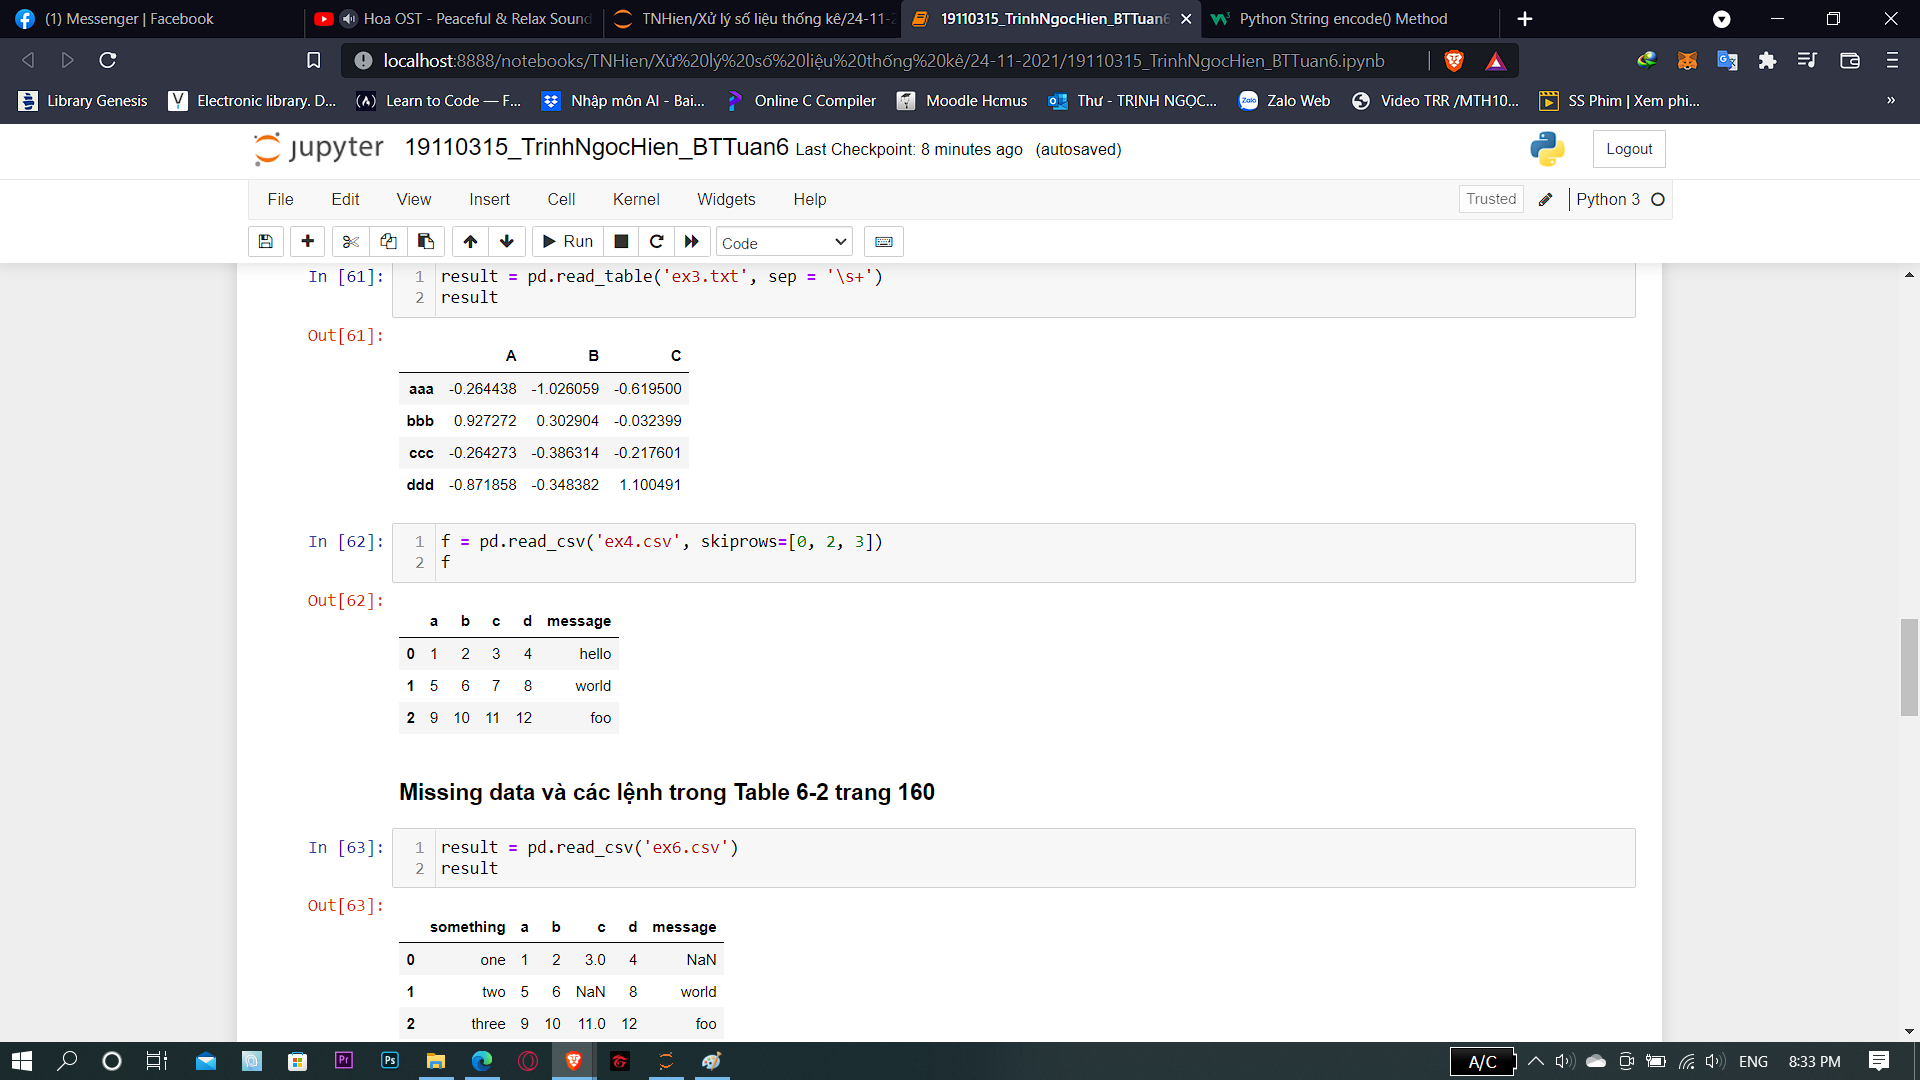 (1) Messenger | Facebook
Hoa OST - Peaceful & Relax Sound
TNHien/Xử lý số liệu thống kê/24-11-2
19110315_TrinhNgocHien_BTTuan6
Python String encode() Method
localhost:8888/notebooks/TNHien/Xử%20lý%20số%20liệu%20thống%20kê/24-11-2021/19110315_TrinhNgocHien_BTTuan6.ipynb
Library Genesis
Electronic library. D...
Learn to Code — F...
Nhập môn AI - Bai...
Online C Compiler
Moodle Hcmus
Thư - TRỊNH NGỌC...
Zalo Web
Video TRR /MTH10...
SS Phim | Xem phi...
»
jupyter 19110315_TrinhNgocHien_BTTuan6 Last Checkpoint: 8 minutes ago (autosaved)
Logout
File Edit View Insert Cell Kernel Widgets Help
Trusted
Python 3
Run
Code
In [61]:
1 result = pd.read_table('ex3.txt', sep = '\s+')
2 result
Out[61]:
A B C
aaa -0.264438 -1.026059 -0.619500
bbb 0.927272 0.302904 -0.032399
ccc -0.264273 -0.386314 -0.217601
ddd -0.871858 -0.348382 1.100491
In [62]:
1 f = pd.read_csv('ex4.csv', skiprows=[0, 2, 3])
2 f
Out[62]:
a b c d message
0 1 2 3 4 hello
1 5 6 7 8 world
2 9 10 11 12 foo
Missing data và các lệnh trong Table 6-2 trang 160
In [63]:
1 result = pd.read_csv('ex6.csv')
2 result
Out[63]:
something a b c d message
0 one 1 2 3.0 4 NaN
1 two 5 6 NaN 8 world
2 three 9 10 11.0 12 foo
Pr
Ps
A/C
ENG
8:33 PM